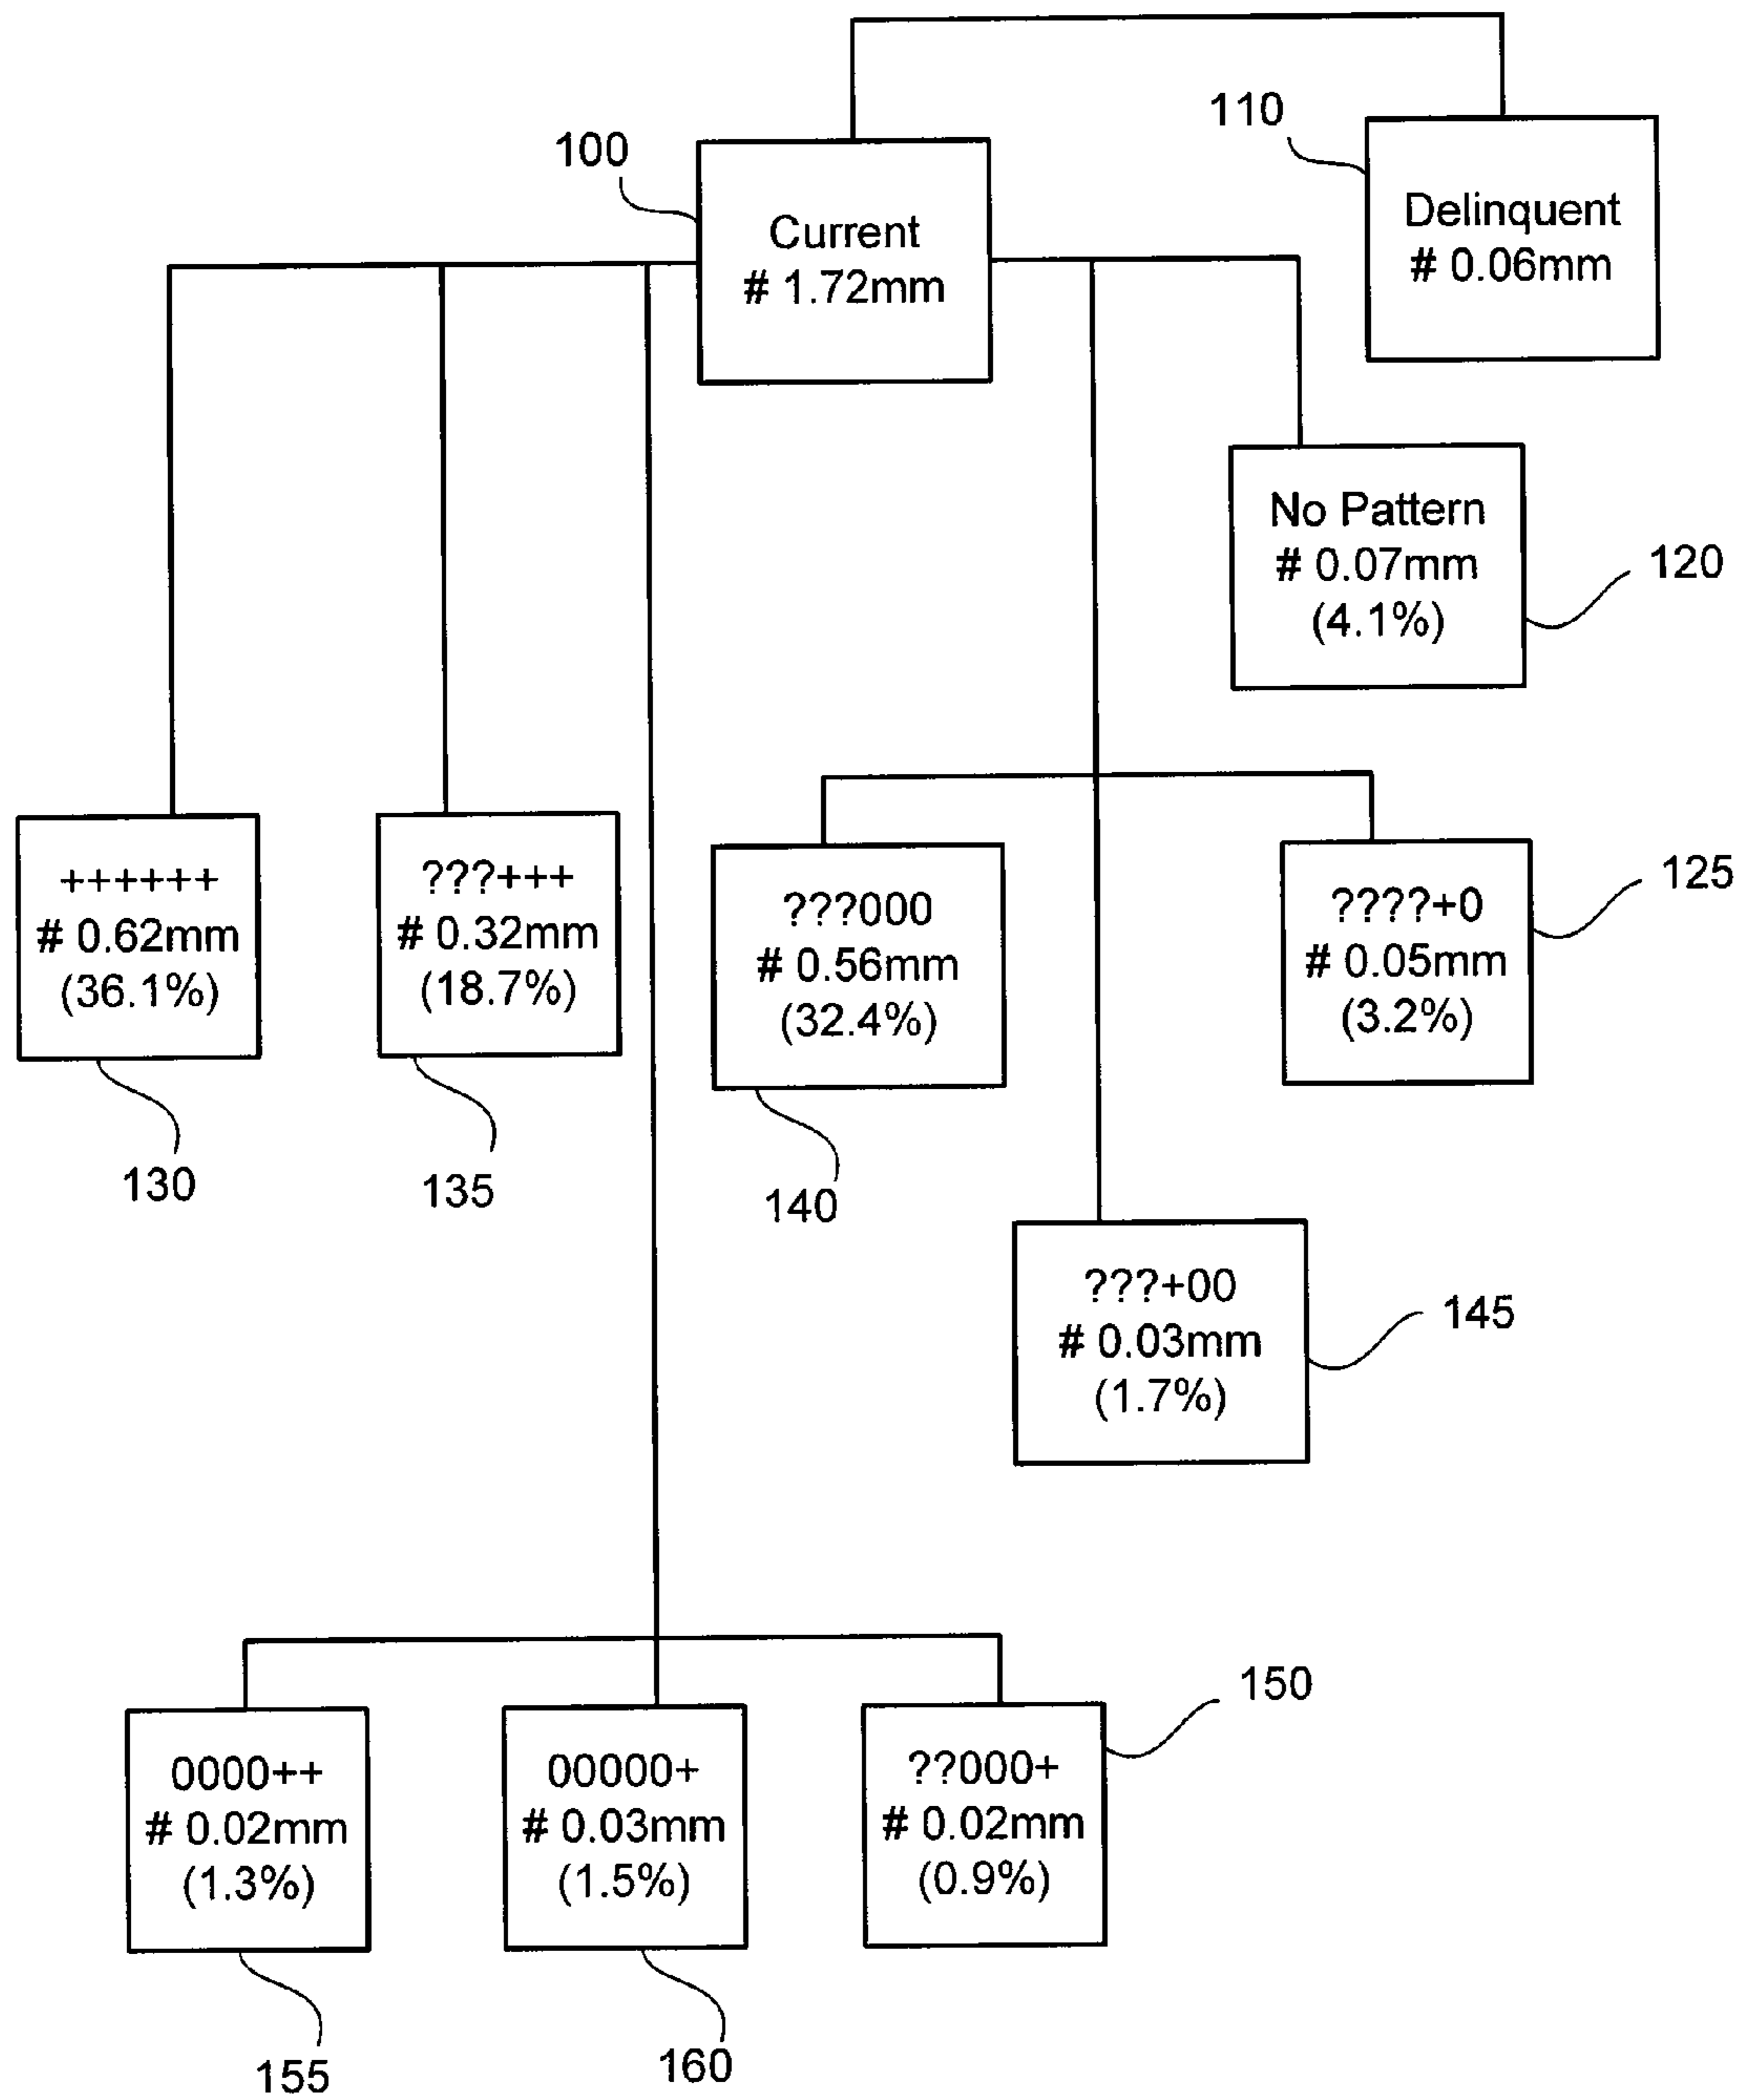 110
100
Delinquent
# 0.06mm
Current
# 1.72mm
No Pattern
# 0.07mm
(4.1%)
120
++++++
# 0.62mm
(36.1%)
130
???+++
# 0.32mm
(18.7%)
135
???000
# 0.56mm
(32.4%)
140
????+0
# 0.05mm
(3.2%)
125
???+00
# 0.03mm
(1.7%)
145
0000++
# 0.02mm
(1.3%)
155
00000+
# 0.03mm
(1.5%)
160
??000+
# 0.02mm
(0.9%)
150